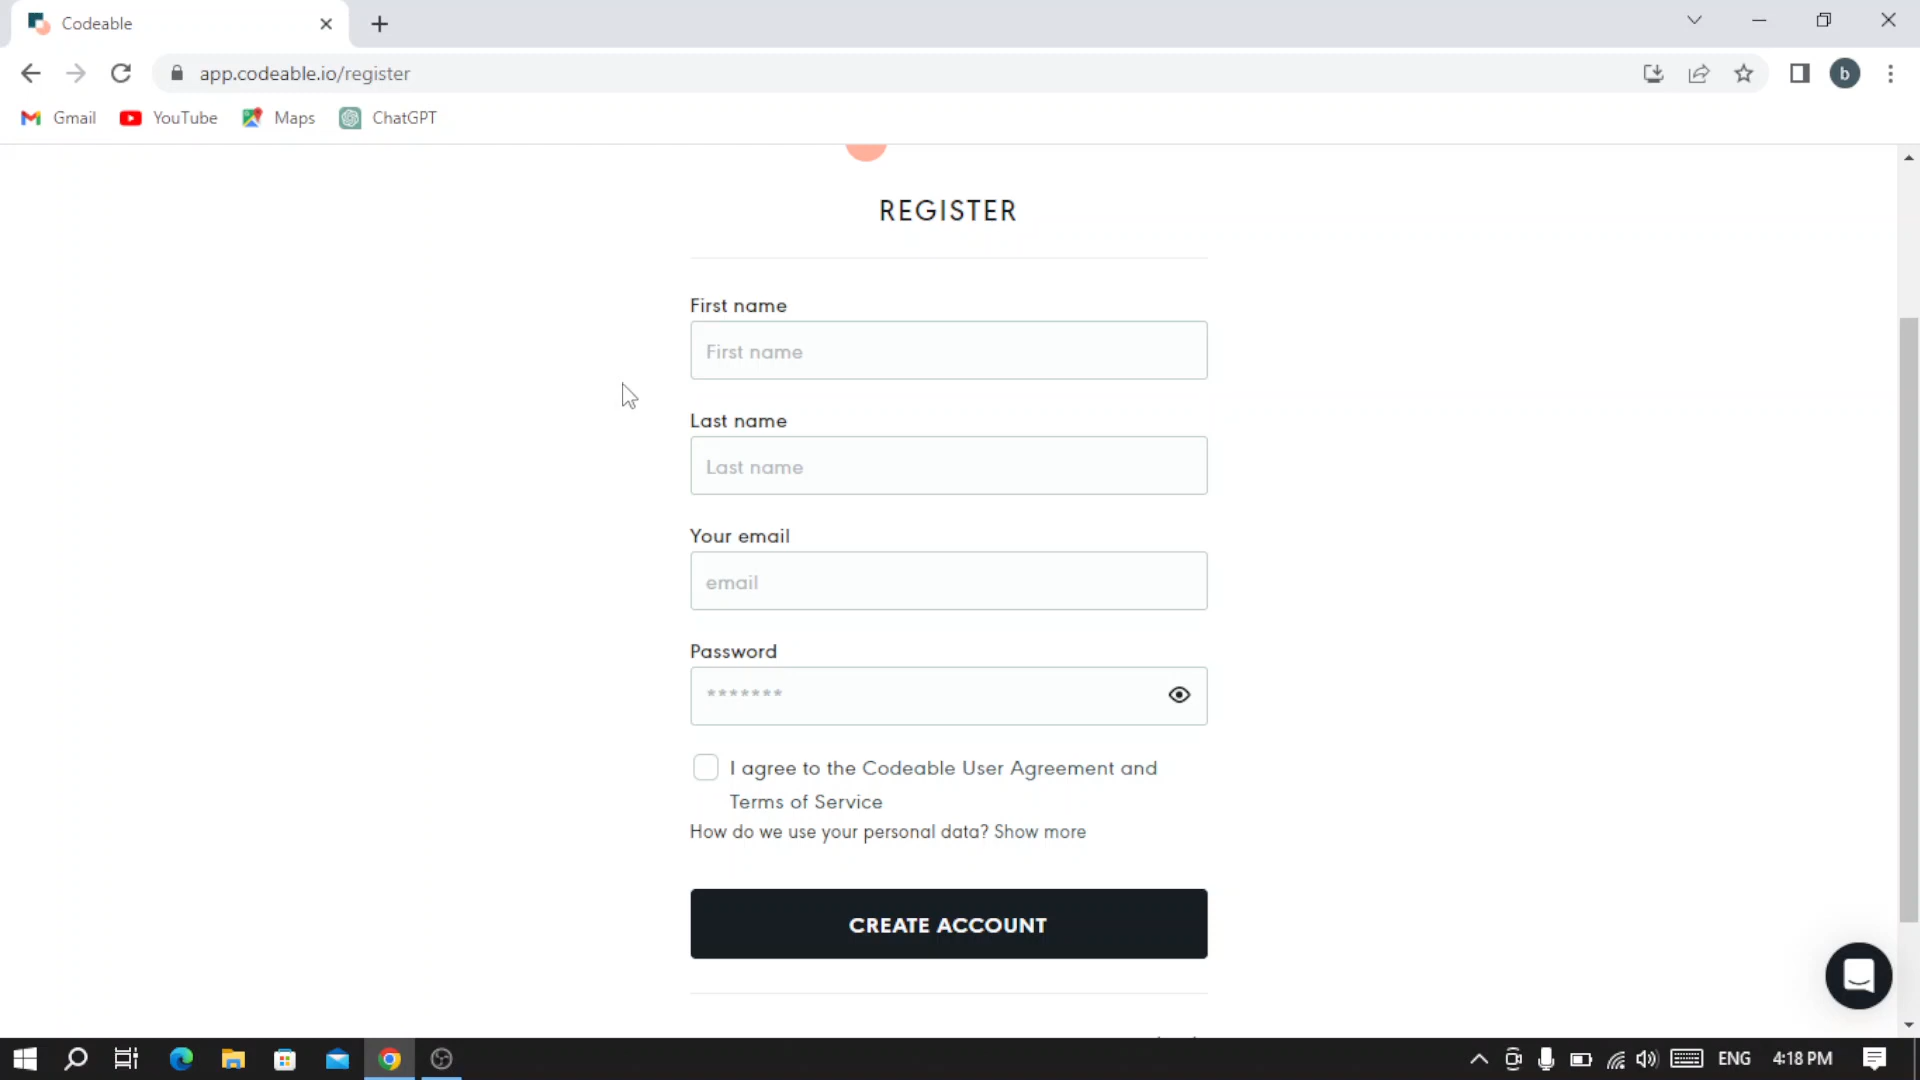 Codeable
app.codeable.io/register
b
Gmail YouTube Maps ChatGPT
REGISTER
First name
First name
Last name
Last name
Your email
email
Password
*******
I agree to the Codeable User Agreement and
Terms of Service
How do we use your personal data? Show more
CREATE ACCOUNT
ENG 4:18 PM